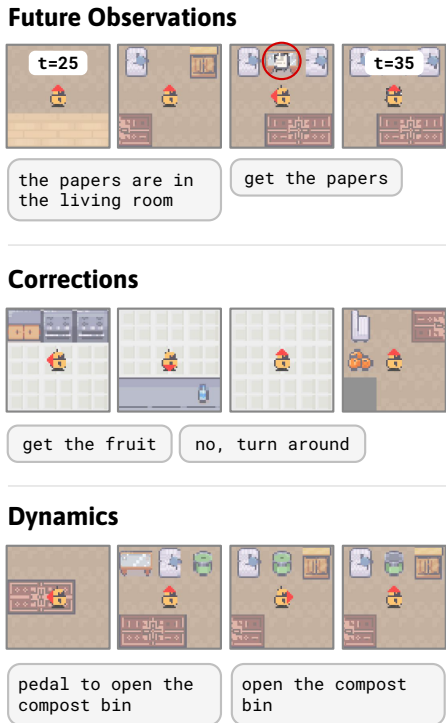 Future Observations
t=25
t=35
the papers are in
the living room
get the papers
Corrections
get the fruit
no, turn around
Dynamics
pedal to open the
compost bin
open the compost
bin